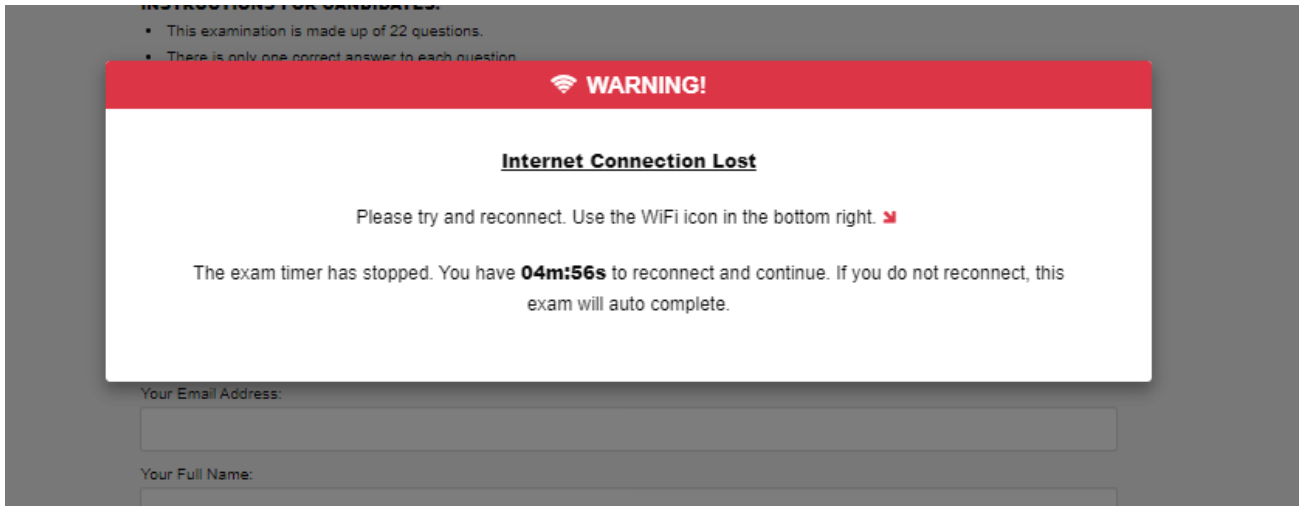 INSTRUCTIONS FOR CANDIDATES:
This examination is made up of 22 questions.
There is only one correct answer to each question
WARNING!
Internet Connection Lost
Please try and reconnect. Use the WiFi icon in the bottom right.
The exam timer has stopped. You have 04m:56s to reconnect and continue. If you do not reconnect, this
exam will auto complete.
Your Email Address:
Your Full Name: